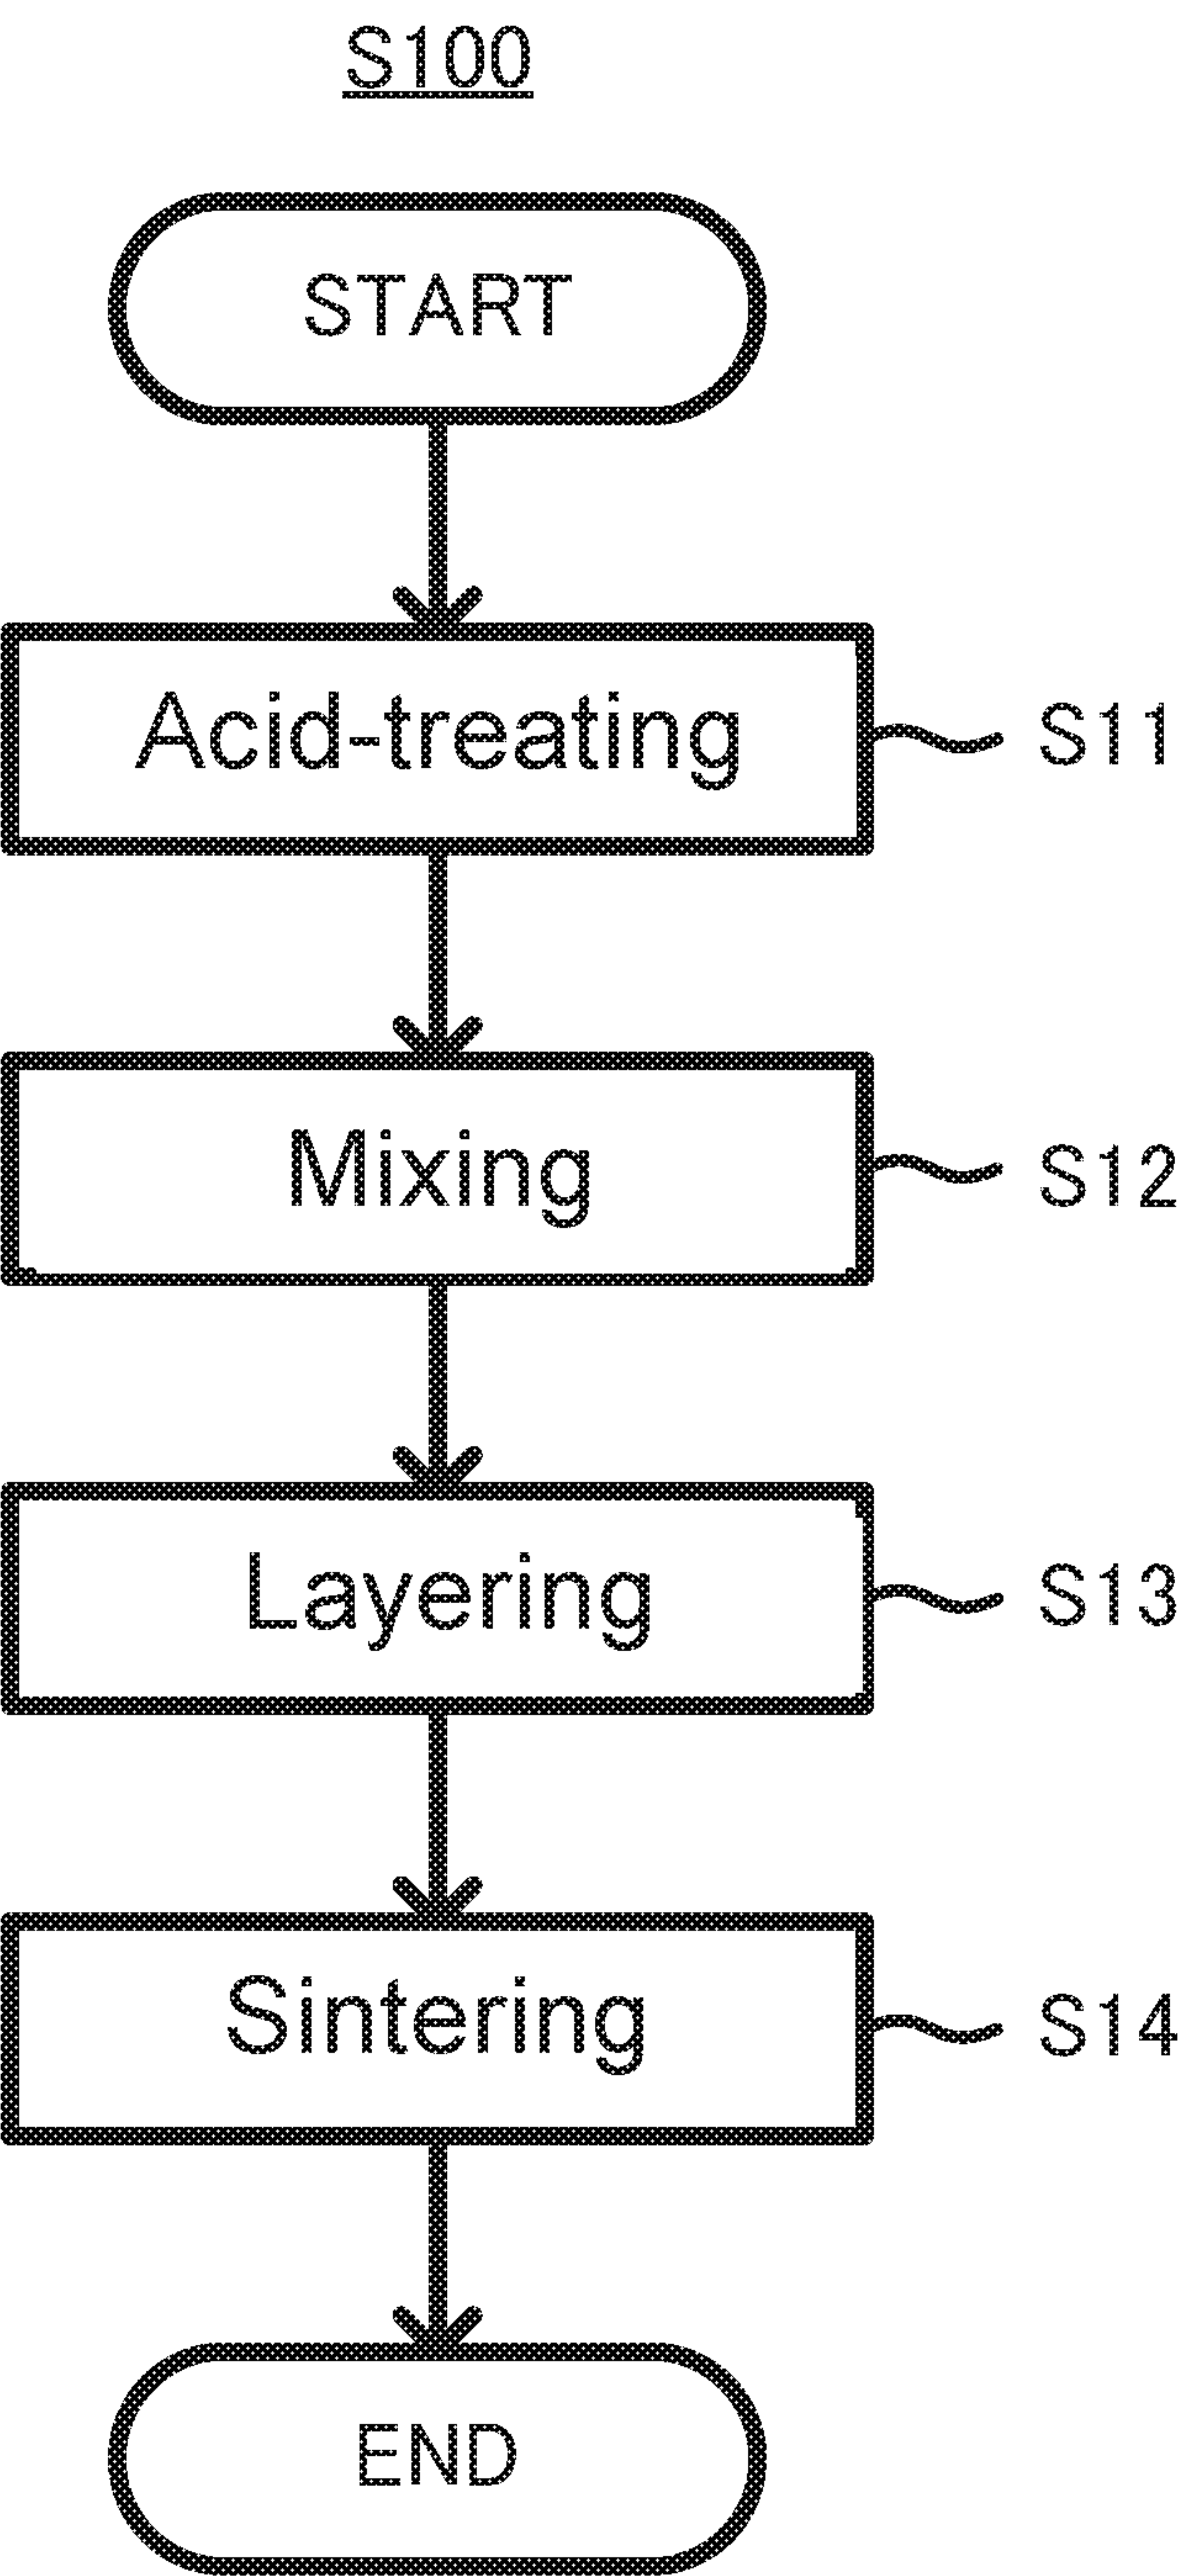 S100
START
Acid-treating
S11
Mixing
S12
Layering
S13
Sintering
S14
END